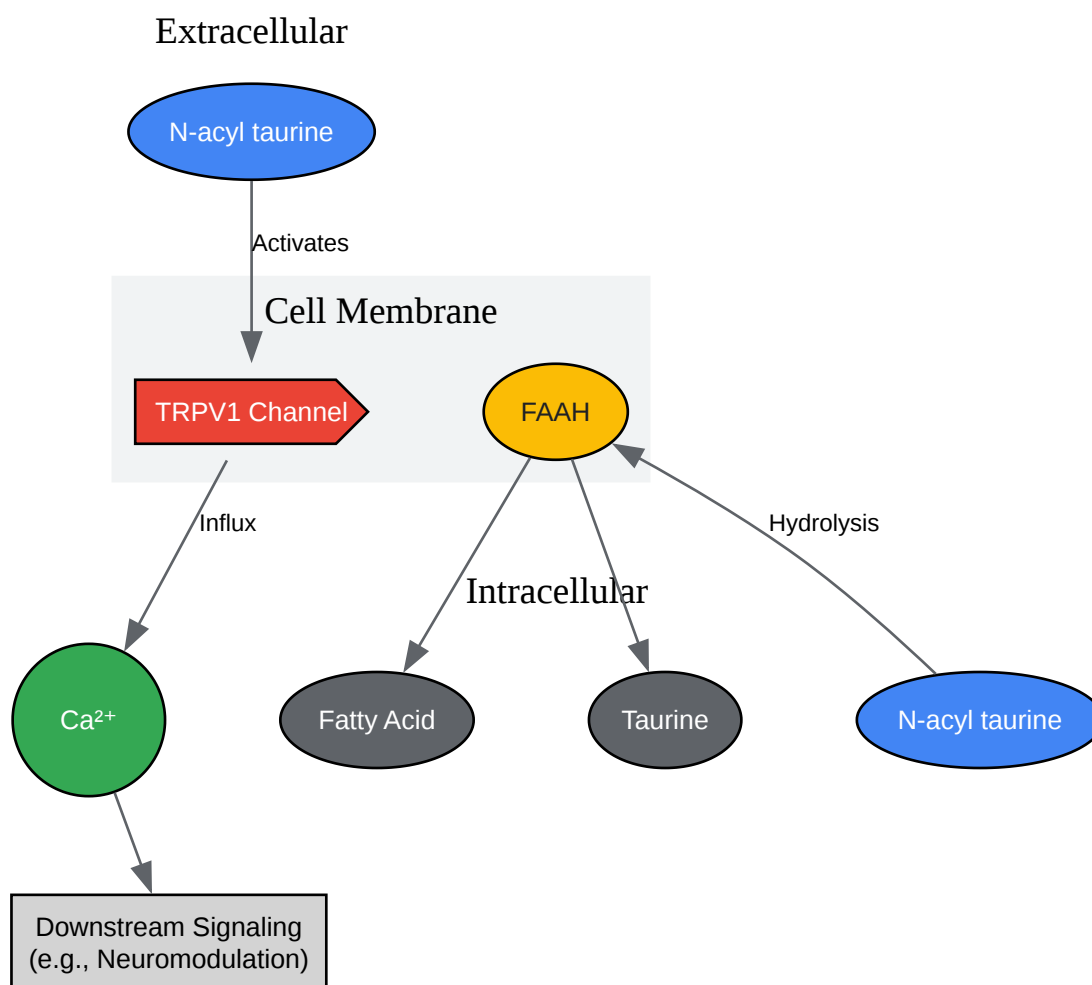 Extracellular
N-acyl taurine
Activates
Cell Membrane
TRPV1 Channel
FAAH
Influx
Hydrolysis
Intracellular
Ca²⁺
Fatty Acid
Taurine
N-acyl taurine
Downstream Signaling
(e.g., Neuromodulation)